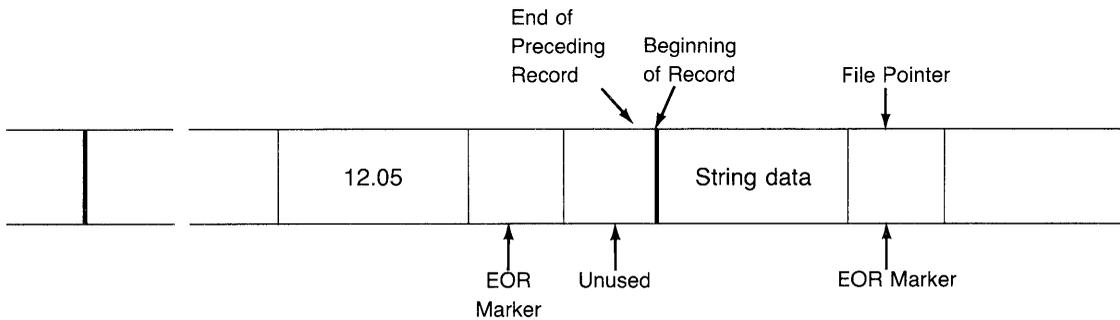 End of
Preceding
Record
Beginning
of Record
File Pointer
12.05
String data
EOR
Marker
Unused
EOR Marker